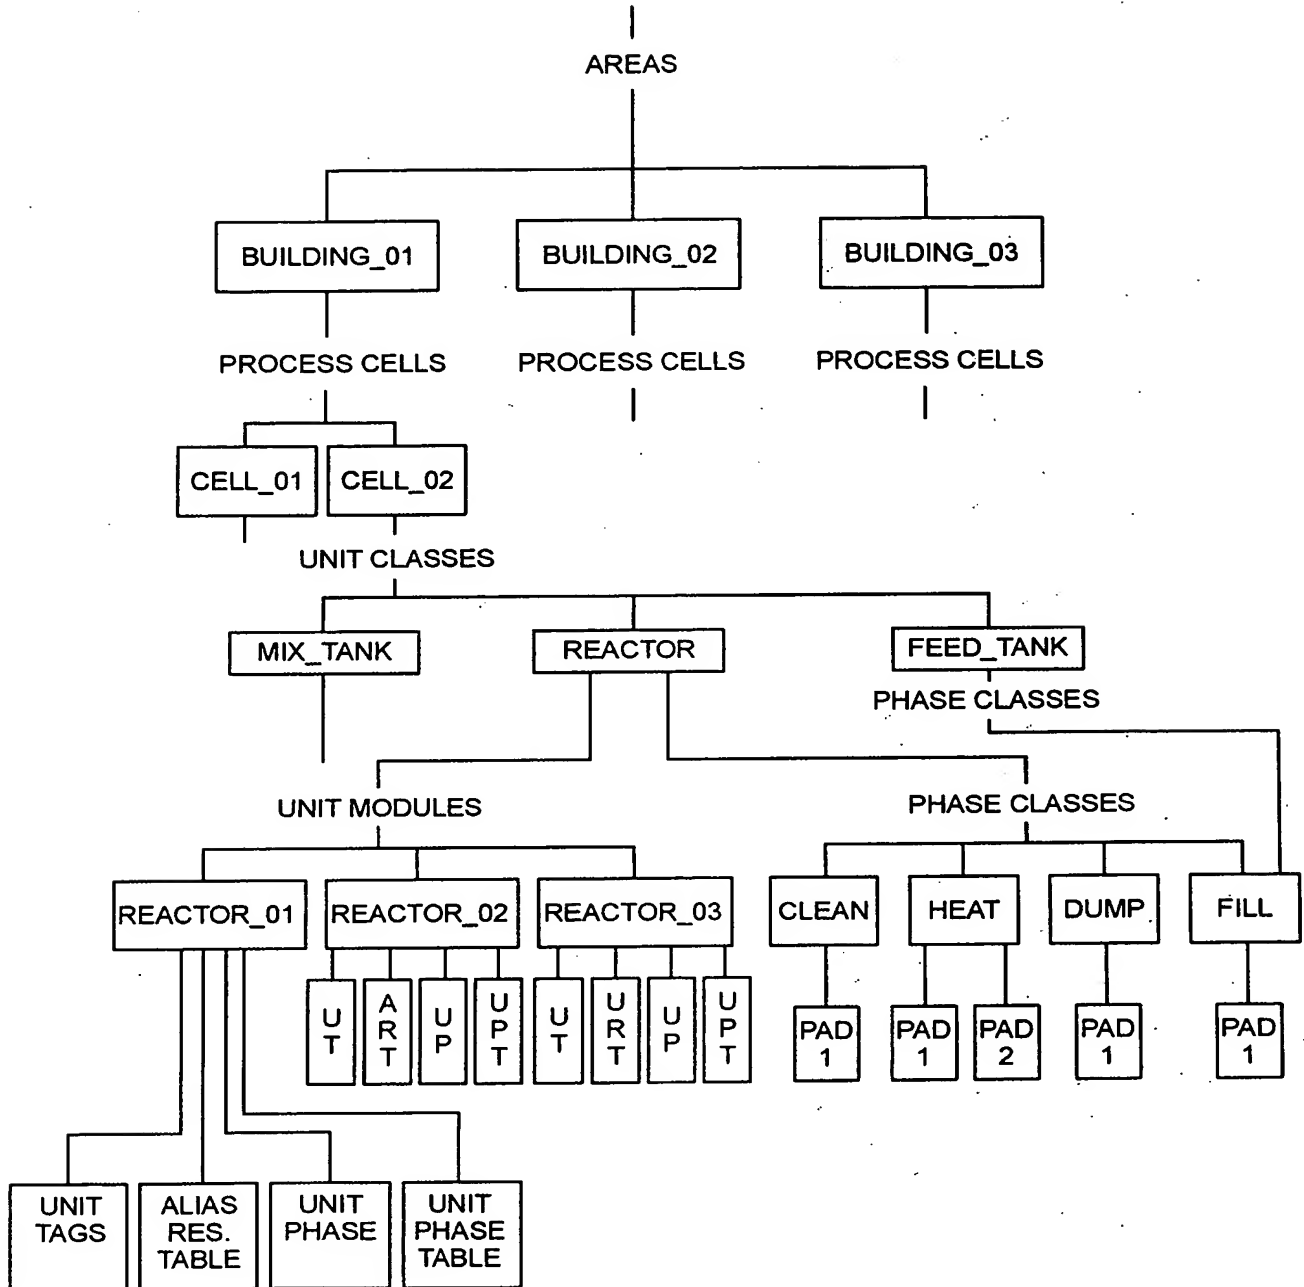 AREAS
BUILDING_01
BUILDING_02
BUILDING_03
PROCESS CELLS
PROCESS CELLS
PROCESS CELLS
CELL_01
CELL_02
UNIT CLASSES
MIX_TANK
REACTOR
FEED_TANK
PHASE CLASSES
UNIT MODULES
PHASE CLASSES
REACTOR_01
REACTOR_02
REACTOR_03
CLEAN
HEAT
DUMP
FILL
UT
ART
UP
UPT
UT
URT
UP
UPT
PAD
1
PAD
1
PAD
2
PAD
1
PAD
1
UNIT
TAGS
ALIAS
RES.
TABLE
UNIT
PHASE
UNIT
PHASE
TABLE